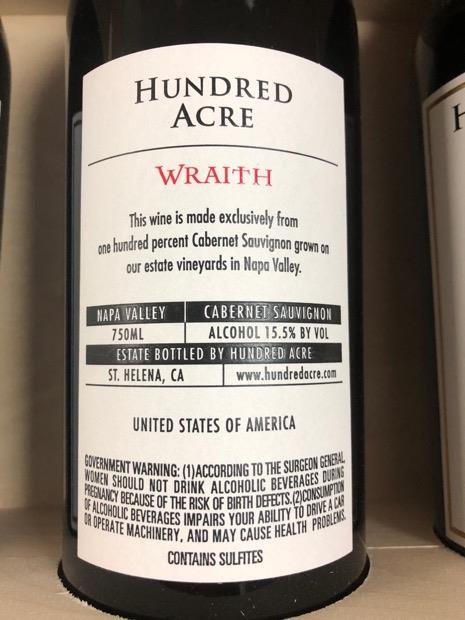 HUNDRED
ACRE
WRAITH
This wine is made exclusively from
one hundred percent Cabernet Sauvignon grown on
our estate vineyards in Napa Valley.
NAPA VALLEY CABERNET SAUVIGNON
750ML ALCOHOL 15.5% BY VOL
ESTATE BOTTLED BY HUNDRED ACRE
ST. HELENA, CA www.hundredacre.com
UNITED STATES OF AMERICA
GOVERNMENT WARNING: (1)ACCORDING TO THE SURGEON GENERAL,
WOMEN SHOULD NOT DRINK ALCOHOLIC BEVERAGES DURING
PREGNANCY BECAUSE OF THE RISK OF BIRTH DEFECTS.(2)CONSUMPTION
OF ALCOHOLIC BEVERAGES IMPAIRS YOUR ABILITY TO DRIVE A CAR
OR OPERATE MACHINERY, AND MAY CAUSE HEALTH PROBLEMS.
CONTAINS SULFITES